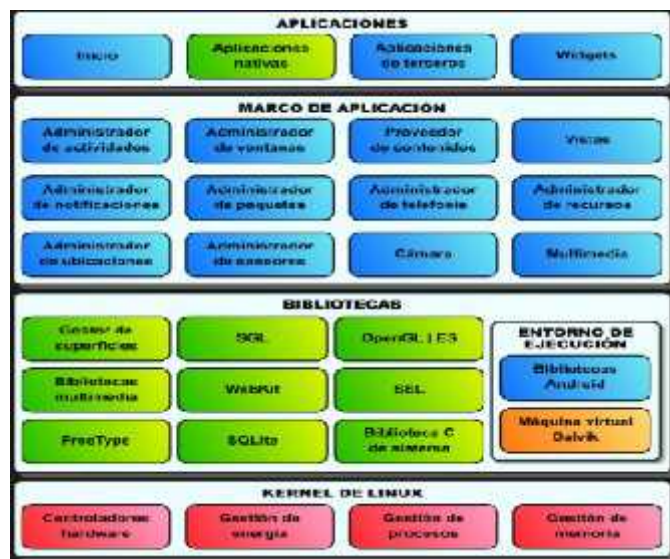 APLICACIONES
Inicio
Aplicaciones
nativas
Aplicaciones
de terceros
Widgets
MARCO DE APLICACIÓN
Administrador
de actividades
Administrador
de ventanas
Proveedor
de contenidos
Vistas
Administrador
de notificaciones
Administrador
de paquetes
Administrador
de telefonía
Administrador
de recursos
Administrador
de ubicaciones
Administrador
de sensores
Cámara
Multimedia
BIBLIOTECAS
Gestor de
superficies
SGL
OpenGL | ES
Bibliotecas
multimedia
WebKit
SSL
FreeType
SQLite
Biblioteca C
de sistema
ENTORNO DE
EJECUCIÓN
Bibliotecas
Android
Máquina virtual
Dalvik
KERNEL DE LINUX
Controladores
hardware
Gestión de
energía
Gestión de
procesos
Gestión de
memoria